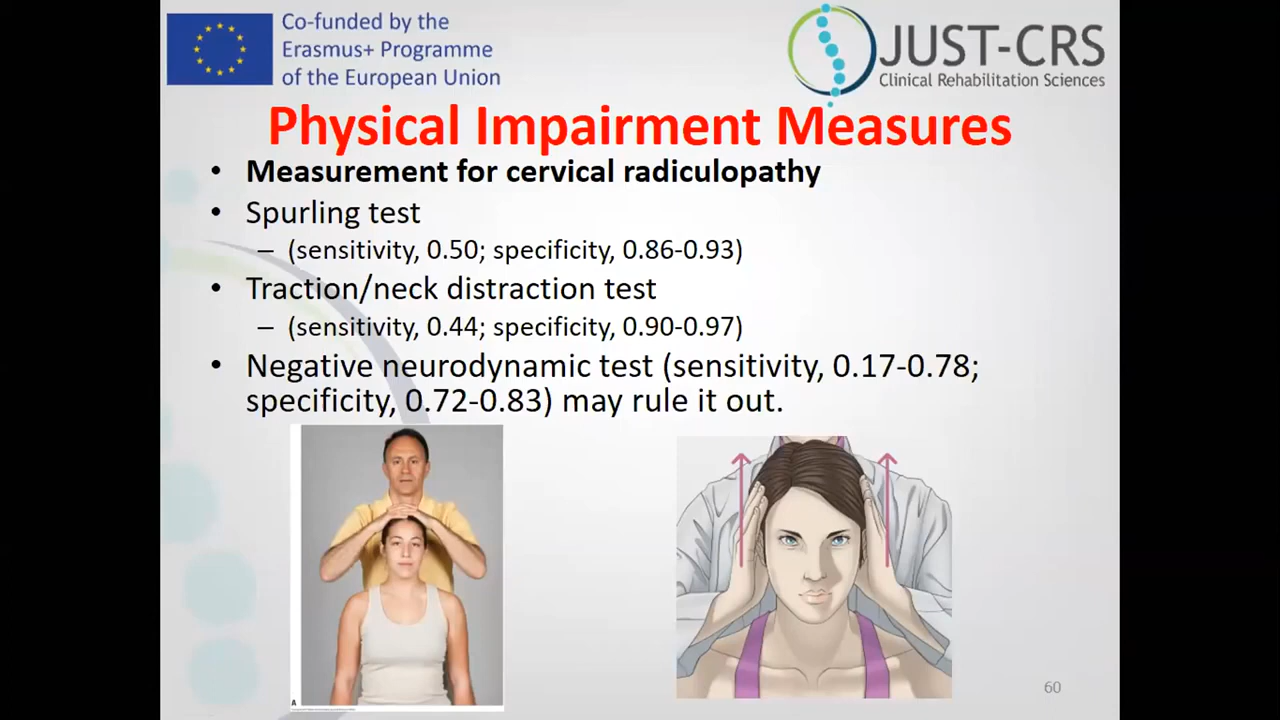 Co-funded by the
Erasmus+ Programme
of the European Union
JUST-CRS
Clinical Rehabilitation Sciences
Physical Impairment Measures
• Measurement for cervical radiculopathy
• Spurling test
– (sensitivity, 0.50; specificity, 0.86-0.93)
• Traction/neck distraction test
– (sensitivity, 0.44; specificity, 0.90-0.97)
• Negative neurodynamic test (sensitivity, 0.17-0.78;
specificity, 0.72-0.83) may rule it out.
A
60